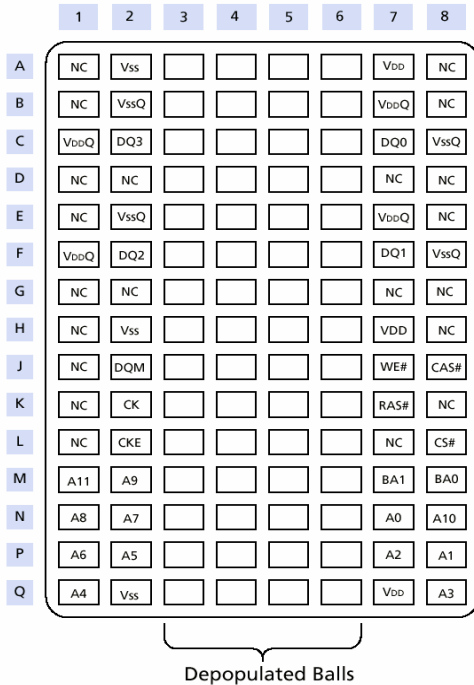 1 2 3 4 5 6 7 8
A NC Vss VDD NC
B NC VssQ VDDQ NC
C VDDQ DQ3 DQ0 VssQ
D NC NC NC NC
E NC VssQ VDDQ NC
F VDDQ DQ2 DQ1 VssQ
G NC NC NC NC
H NC Vss VDD NC
J NC DQM WE# CAS#
K NC CK RAS# NC
L NC CKE NC CS#
M A11 A9 BA1 BA0
N A8 A7 A0 A10
P A6 A5 A2 A1
Q A4 Vss VDD A3
Depopulated Balls